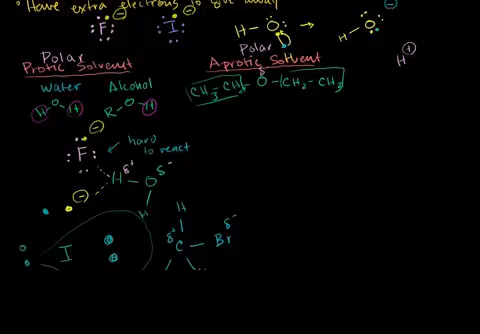 • Have extra electrons to give away
F I H O → H O
H +
Polar Protic Solvent
Polar Aprotic Solvent
Water Alcohol
H O H R O H
CH3-CH2-O-CH2-CH3
F
hard to react
H δ+ O δ-
H
H
I
δ+ C Br δ-